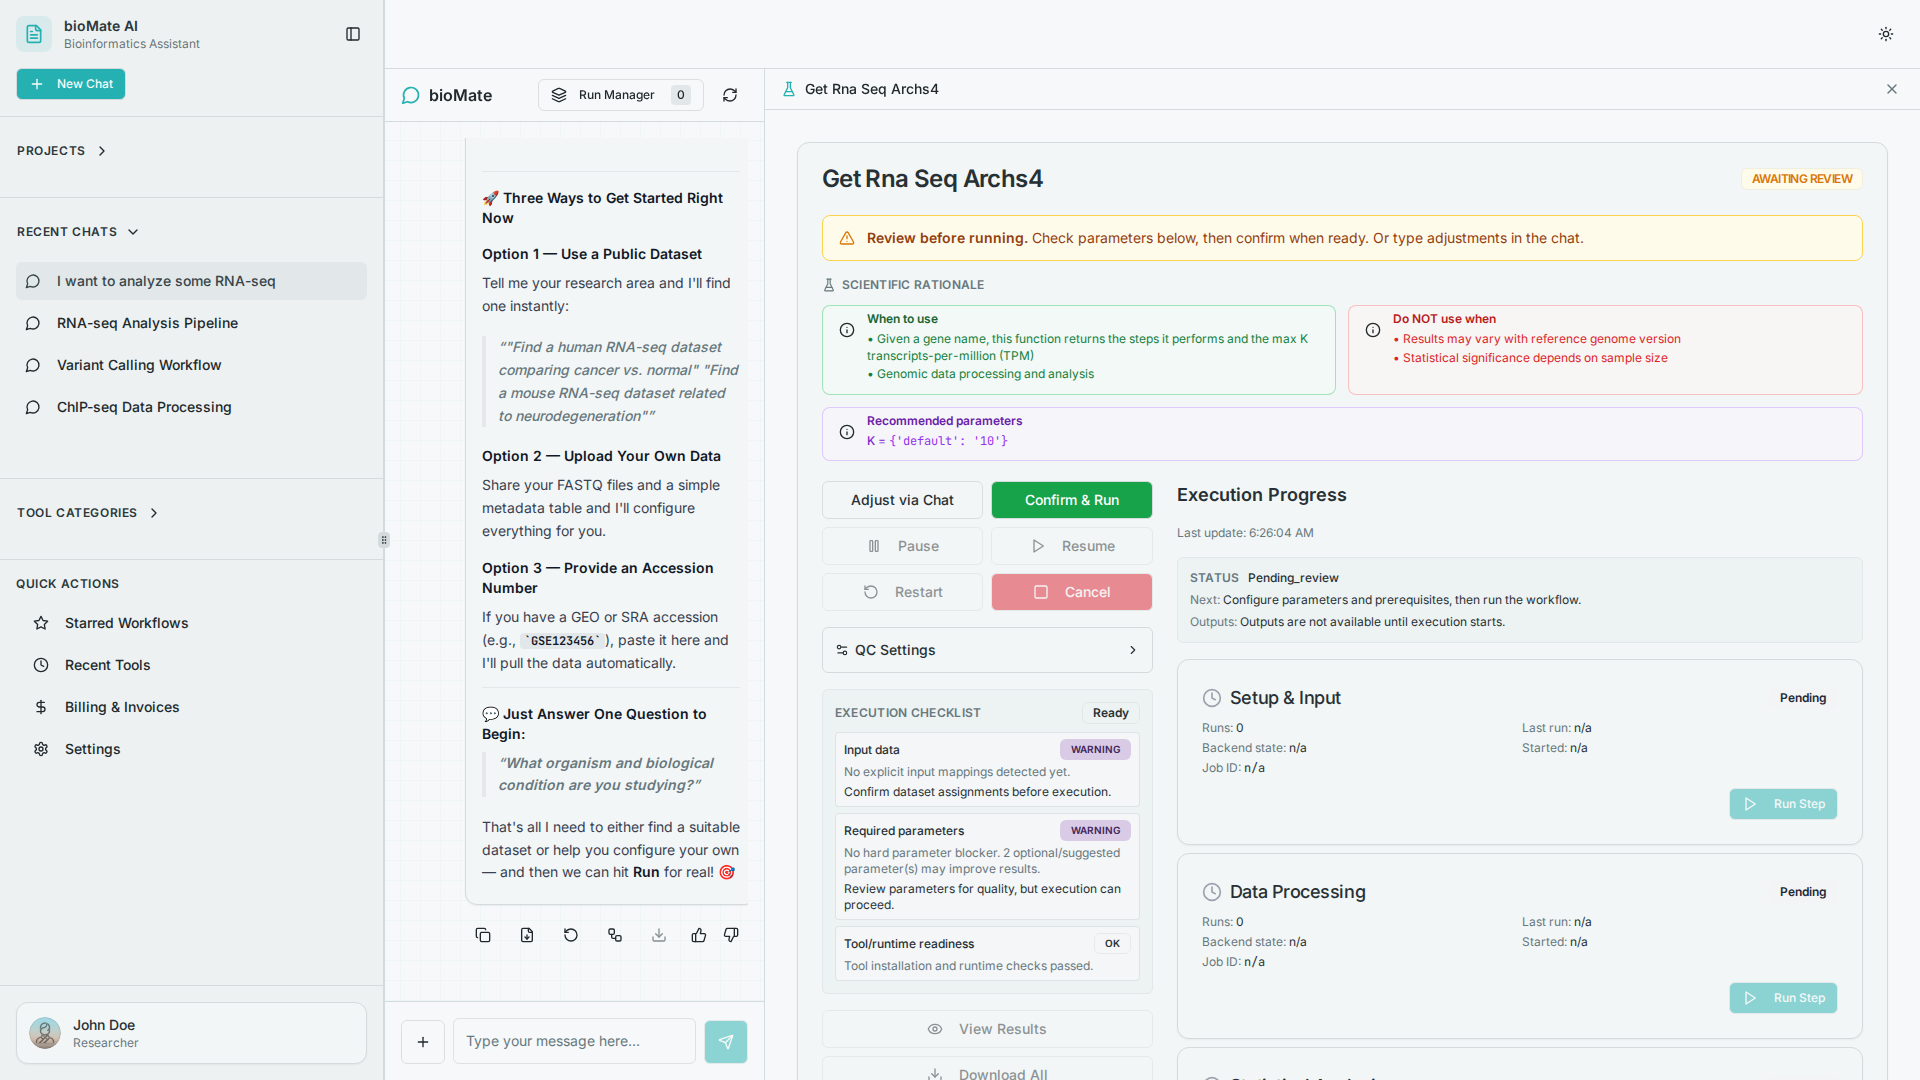 bioMate AI
Bioinformatics Assistant
New Chat
PROJECTS
RECENT CHATS
I want to analyze some RNA-seq
RNA-seq Analysis Pipeline
Variant Calling Workflow
ChIP-seq Data Processing
TOOL CATEGORIES
QUICK ACTIONS
Starred Workflows
Recent Tools
Billing & Invoices
Settings
John Doe
Researcher
bioMate
Run Manager 0
🚀 Three Ways to Get Started Right
Now
Option 1 — Use a Public Dataset
Tell me your research area and I'll find
one instantly:
“"Find a human RNA-seq dataset
comparing cancer vs. normal" "Find
a mouse RNA-seq dataset related
to neurodegeneration"”
Option 2 — Upload Your Own Data
Share your FASTQ files and a simple
metadata table and I'll configure
everything for you.
Option 3 — Provide an Accession
Number
If you have a GEO or SRA accession
(e.g., `GSE123456`), paste it here and
I'll pull the data automatically.
💬 Just Answer One Question to
Begin:
“What organism and biological
condition are you studying?”
That's all I need to either find a suitable
dataset or help you configure your own
— and then we can hit Run for real! 🎯
Type your message here...
Get Rna Seq Archs4
Get Rna Seq Archs4
AWAITING REVIEW
Review before running. Check parameters below, then confirm when ready. Or type adjustments in the chat.
SCIENTIFIC RATIONALE
When to use
• Given a gene name, this function returns the steps it performs and the max K
transcripts-per-million (TPM)
• Genomic data processing and analysis
Do NOT use when
• Results may vary with reference genome version
• Statistical significance depends on sample size
Recommended parameters
K = {'default': '10'}
Adjust via Chat
Confirm & Run
Pause
Resume
Restart
Cancel
QC Settings
EXECUTION CHECKLIST
Ready
Input data
WARNING
No explicit input mappings detected yet.
Confirm dataset assignments before execution.
Required parameters
WARNING
No hard parameter blocker. 2 optional/suggested
parameter(s) may improve results.
Review parameters for quality, but execution can
proceed.
Tool/runtime readiness
OK
Tool installation and runtime checks passed.
View Results
Download All
Execution Progress
Last update: 6:26:04 AM
STATUS Pending_review
Next: Configure parameters and prerequisites, then run the workflow.
Outputs: Outputs are not available until execution starts.
Setup & Input
Pending
Runs: 0
Last run: n/a
Backend state: n/a
Started: n/a
Job ID: n/a
Run Step
Data Processing
Pending
Runs: 0
Last run: n/a
Backend state: n/a
Started: n/a
Job ID: n/a
Run Step